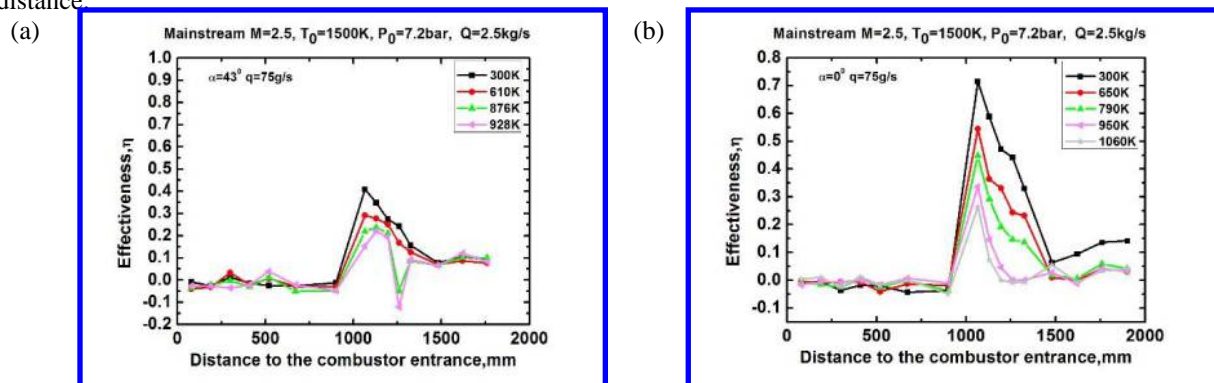 distance.
(a)
Mainstream M=2.5, T₀=1500K, P₀=7.2bar, Q=2.5kg/s
α=43⁰ q=75g/s
300K
610K
876K
928K
Effectiveness,η
1.0
0.9
0.8
0.7
0.6
0.5
0.4
0.3
0.2
0.1
0.0
-0.1
-0.2
0 500 1000 1500 2000
Distance to the combustor entrance,mm
(b)
Mainstream M=2.5, T₀=1500K, P₀=7.2bar, Q=2.5kg/s
α=0⁰ q=75g/s
300K
650K
790K
950K
1060K
Effectiveness,η
0.8
0.7
0.6
0.5
0.4
0.3
0.2
0.1
0.0
-0.1
0 500 1000 1500 2000
Distance to the combustor entrance,mm